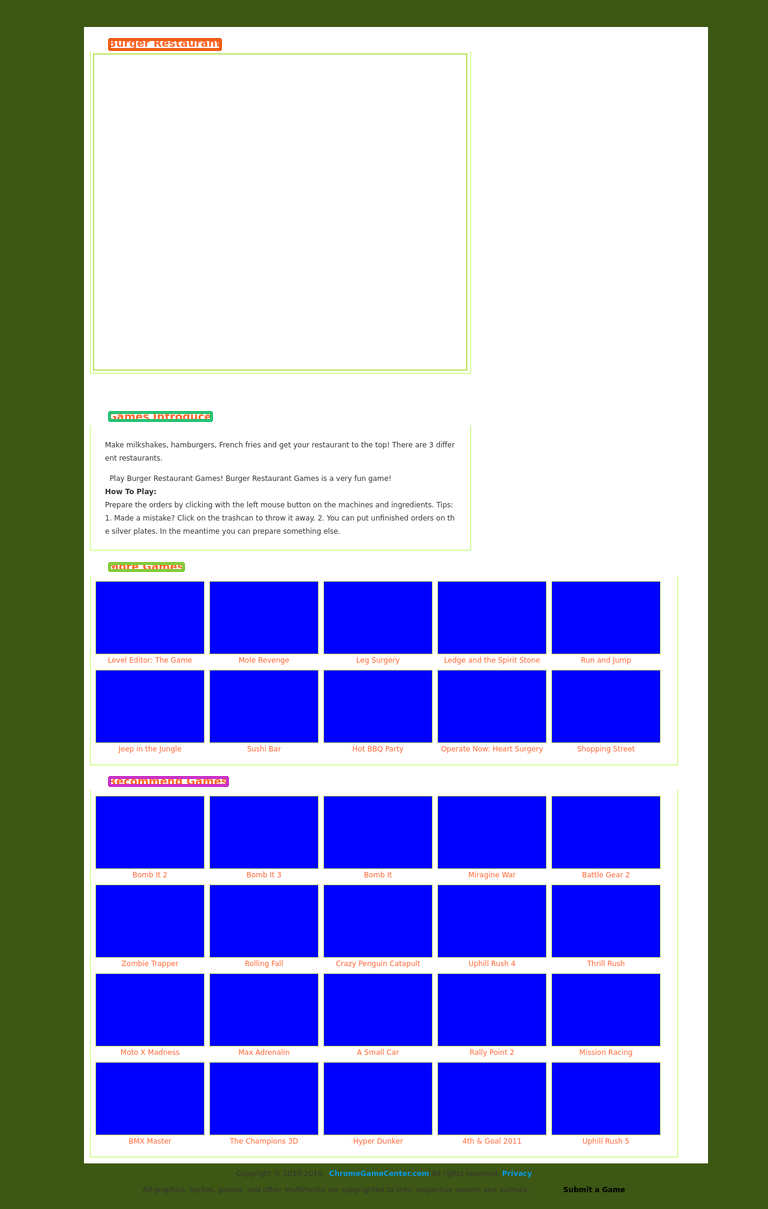 Burger Restaurant
Games Introduce
Make milkshakes, hamburgers, French fries and get your restaurant to the top! There are 3 differ
ent restaurants.
Play Burger Restaurant Games! Burger Restaurant Games is a very fun game!
How To Play:
Prepare the orders by clicking with the left mouse button on the machines and ingredients. Tips:
1. Made a mistake? Click on the trashcan to throw it away. 2. You can put unfinished orders on th
e silver plates. In the meantime you can prepare something else.
More Games
Level Editor: The Game Mole Revenge Leg Surgery Ledge and the Spirit Stone Run and Jump
Jeep in the Jungle Sushi Bar Hot BBQ Party Operate Now: Heart Surgery Shopping Street
Recommend Games
Bomb It 2 Bomb It 3 Bomb It Miragine War Battle Gear 2
Zombie Trapper Rolling Fall Crazy Penguin Catapult Uphill Rush 4 Thrill Rush
Moto X Madness Max Adrenalin A Small Car Rally Point 2 Mission Racing
BMX Master The Champions 3D Hyper Dunker 4th & Goal 2011 Uphill Rush 5
Copyright © 2010-2016 ChromeGameCenter.com All rights reserved. Privacy
All graphics, sprites, games, and other multimedia are copyrighted to their respective owners and authors. Submit a Game